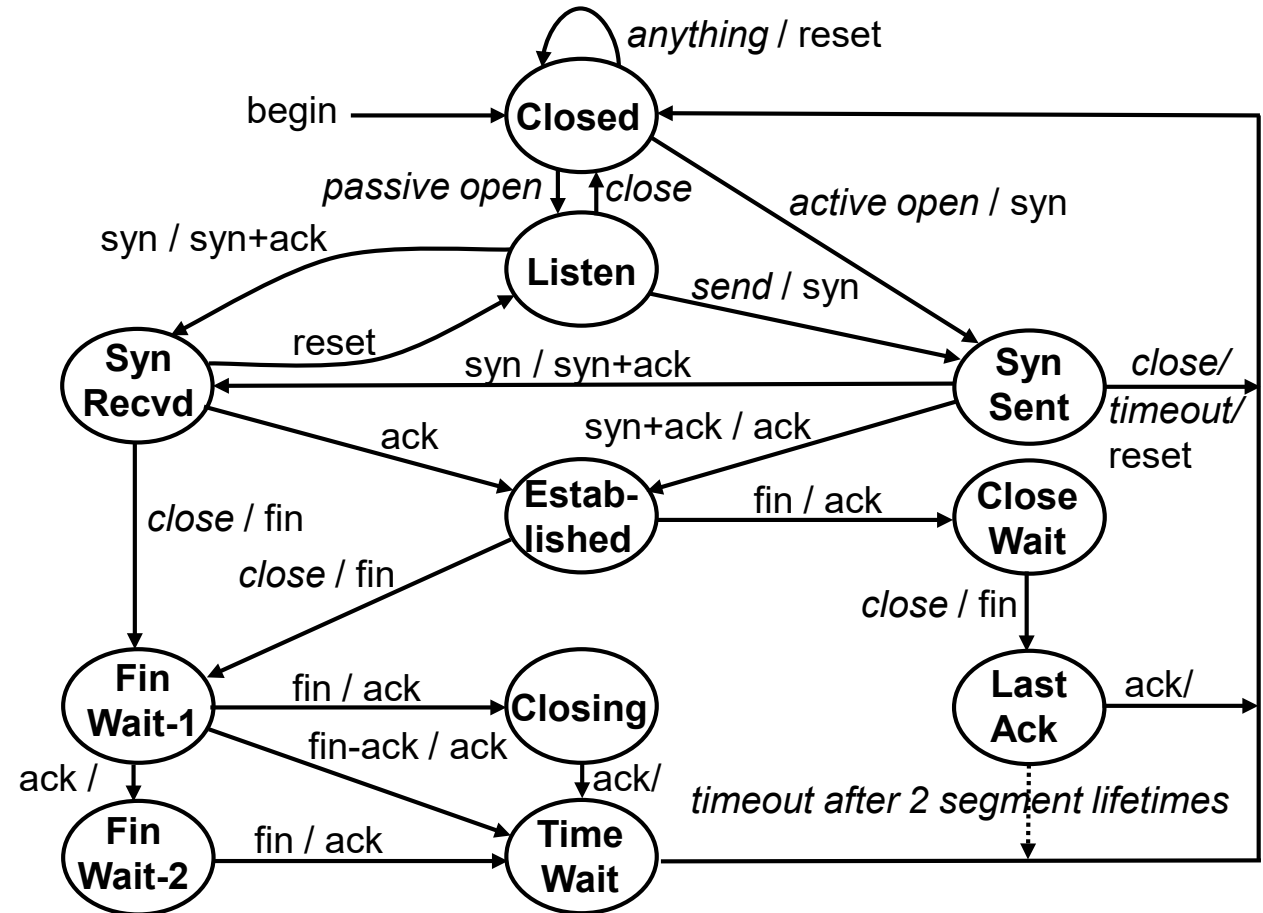 anything / reset
begin
Closed
passive open
close
active open / syn
syn / syn+ack
Listen
send / syn
reset
Syn
Recvd
syn / syn+ack
Syn
Sent
close/
timeout/
reset
ack
syn+ack / ack
Estab-
lished
fin / ack
Close
Wait
close / fin
close / fin
close / fin
Fin
Wait-1
fin / ack
Closing
Last
Ack
ack/
fin-ack / ack
ack /
ack/
timeout after 2 segment lifetimes
Fin
Wait-2
fin / ack
Time
Wait